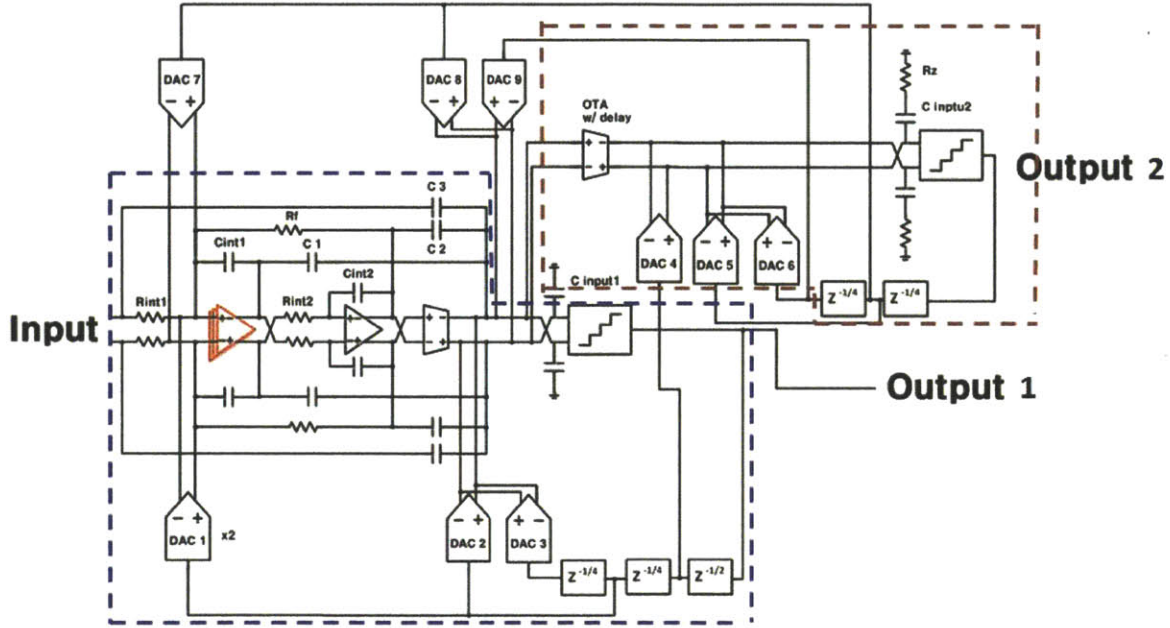 DAC 7
- +
DAC 8
- +
DAC 9
+ -
OTA
w/ delay
+
-
Rz
C inptu2
Output 2
C 3
Rf
C 2
Cint1
C 1
Cint2
DAC 4
- +
DAC 5
- +
DAC 6
+ -
C input1
Z -1/4
Z -1/4
Input
Rint1
Rint2
Output 1
- +
DAC 1
x2
- +
DAC 2
+ -
DAC 3
Z -1/4
Z -1/4
Z -1/2